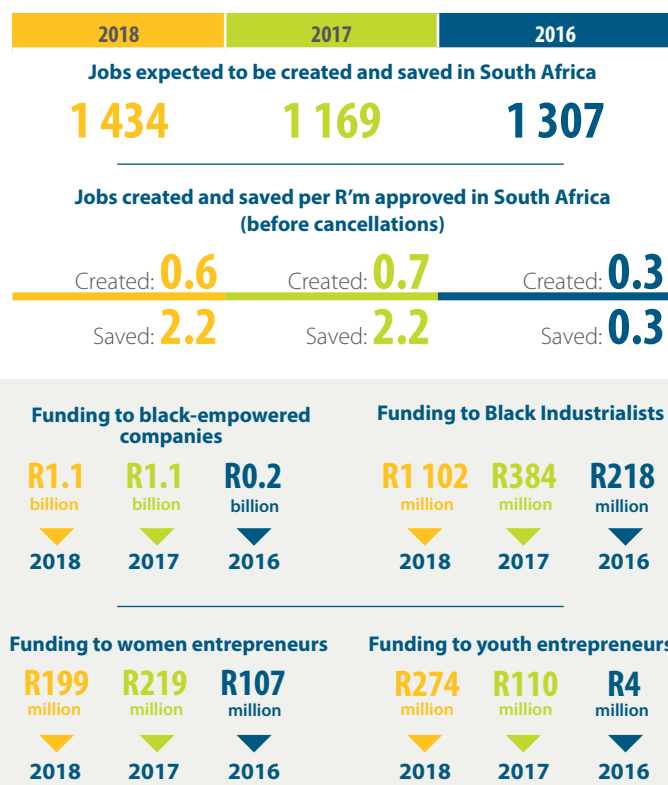 2018 2017 2016
Jobs expected to be created and saved in South Africa
1 434 1 169 1 307
Jobs created and saved per R'm approved in South Africa
(before cancellations)
Created: 0.6 Created: 0.7 Created: 0.3
Saved: 2.2 Saved: 2.2 Saved: 0.3
Funding to black-empowered
companies
R1.1 R1.1 R0.2
billion billion billion
2018 2017 2016
Funding to Black Industrialists
R1 102 R384 R218
million million million
2018 2017 2016
Funding to women entrepreneurs
R199 R219 R107
million million million
2018 2017 2016
Funding to youth entrepreneurs
R274 R110 R4
million million million
2018 2017 2016